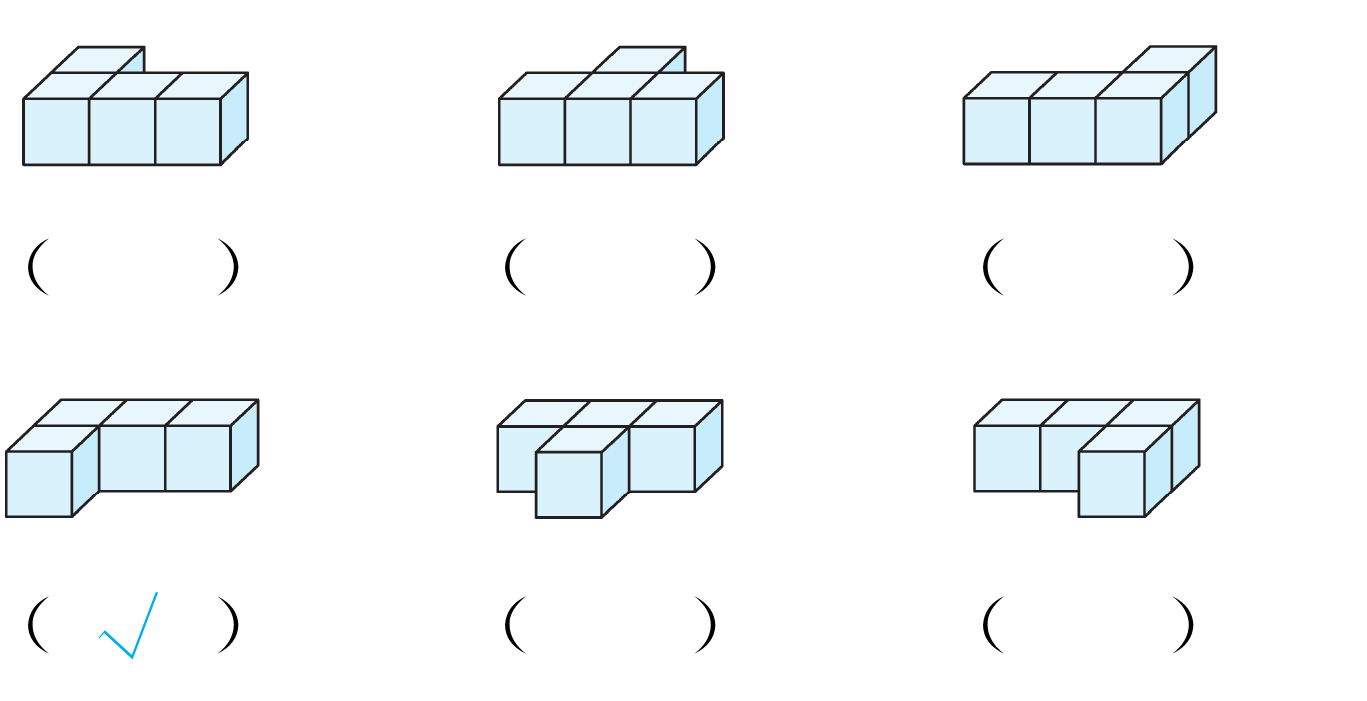 ( ) ( ) ( )
( √ ) ( ) ( )